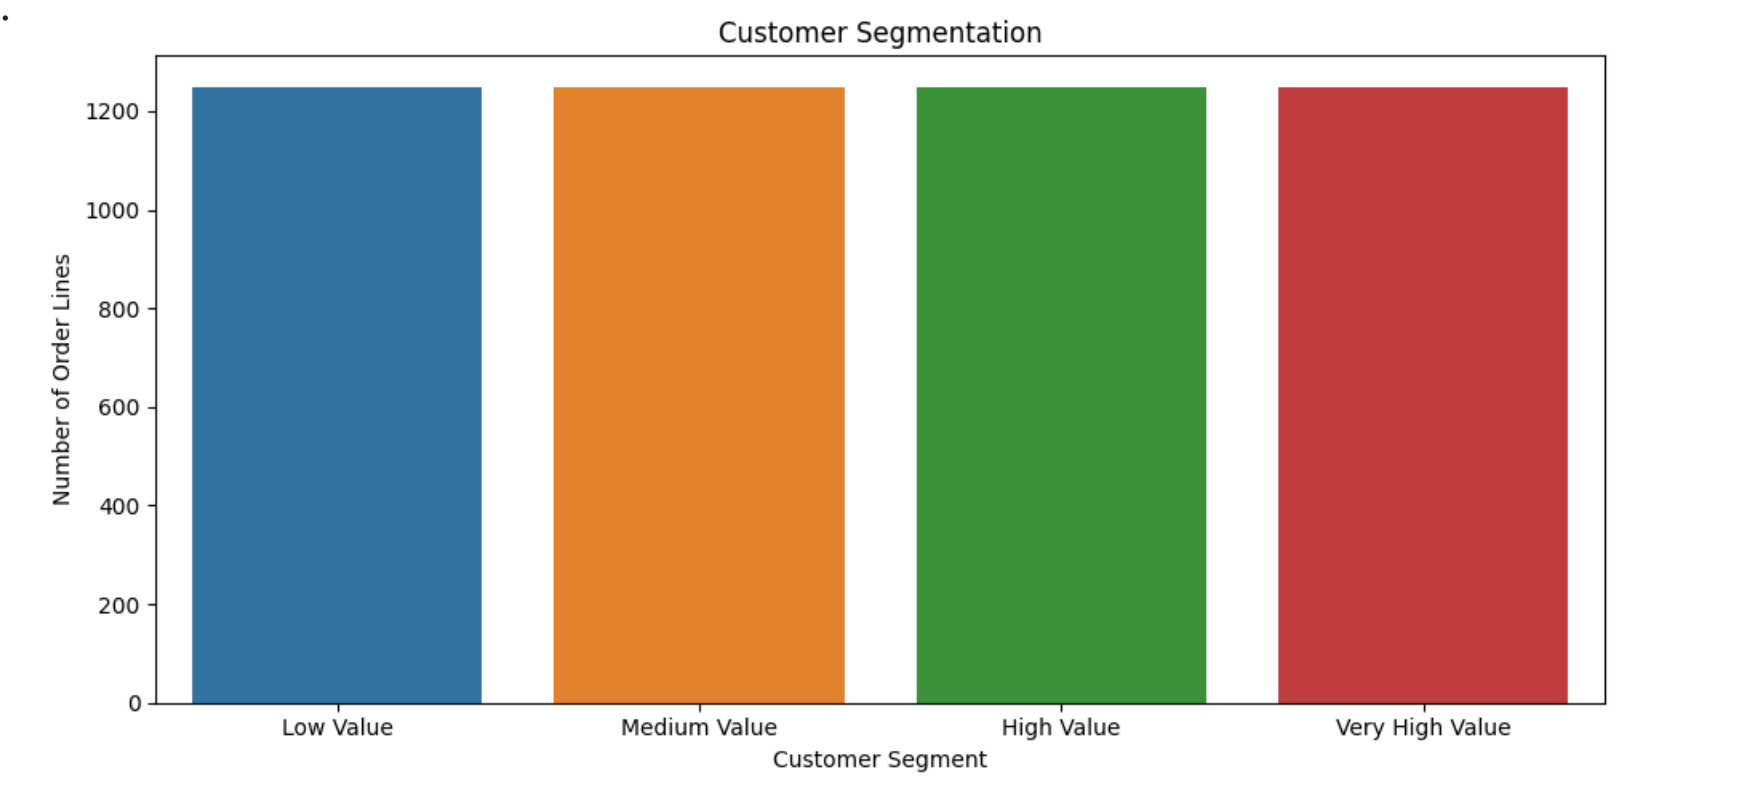 Customer Segmentation
1200
1000
800
600
400
200
0
Number of Order Lines
Low Value Medium Value High Value Very High Value
Customer Segment